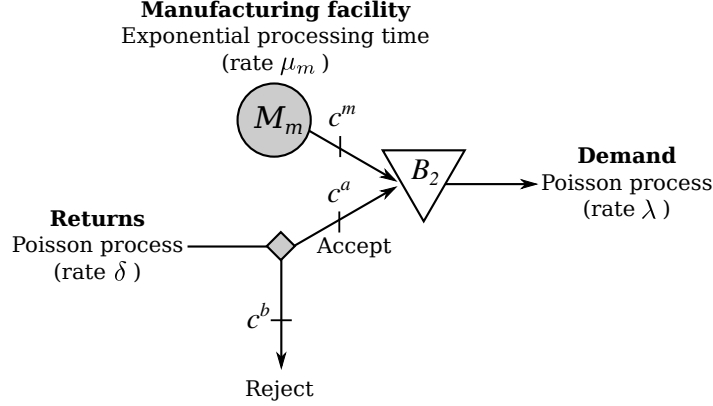 Manufacturing facility
Exponential processing time
(rate μm )
Mm
c^m
B2
Demand
Poisson process
(rate λ )
c^a
Returns
Poisson process
(rate δ )
Accept
c^b
Reject